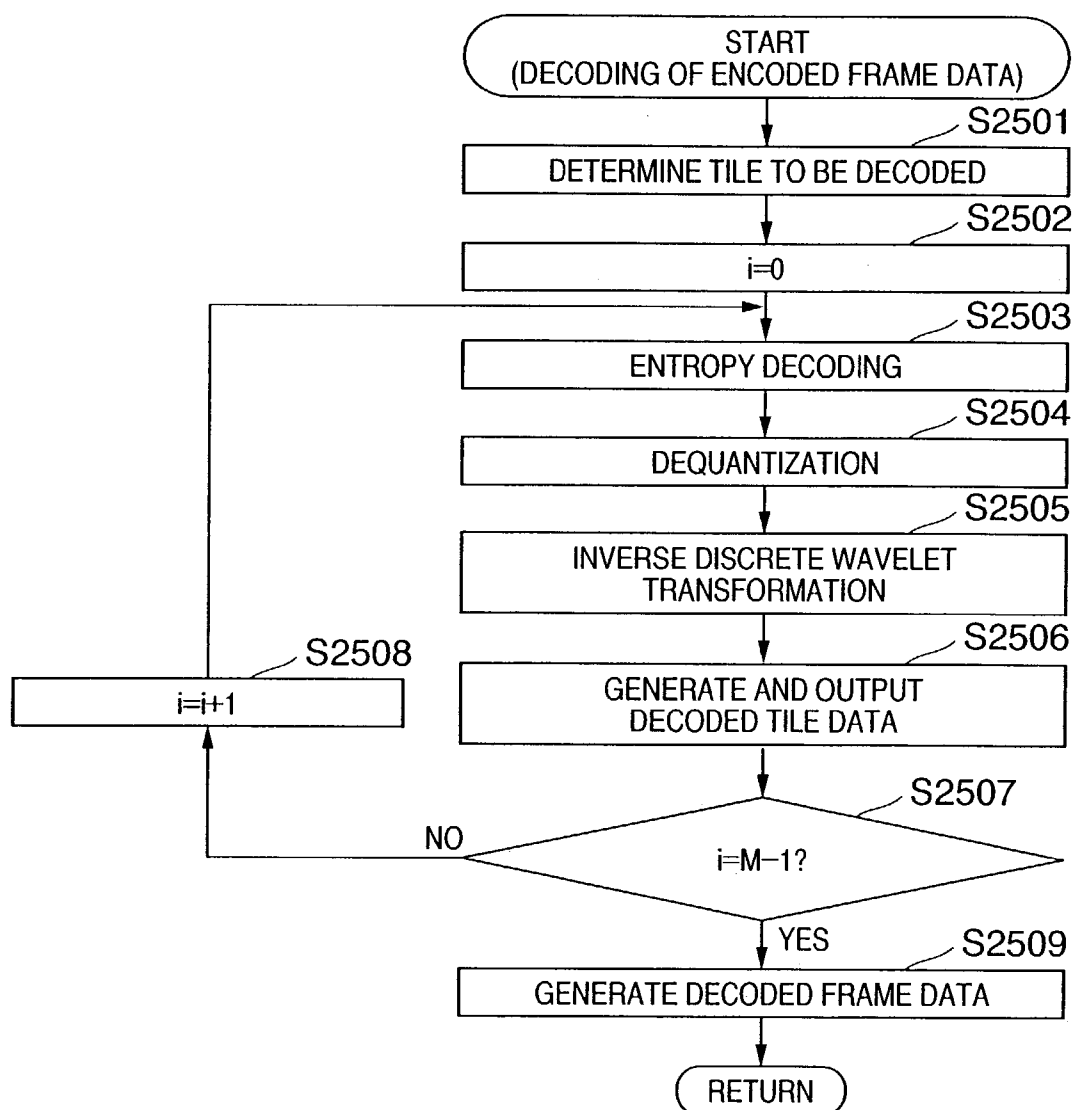 START
(DECODING OF ENCODED FRAME DATA)
S2501
DETERMINE TILE TO BE DECODED
S2502
i=0
S2503
ENTROPY DECODING
S2504
DEQUANTIZATION
S2505
INVERSE DISCRETE WAVELET
TRANSFORMATION
S2506
GENERATE AND OUTPUT
DECODED TILE DATA
S2508
i=i+1
S2507
NO
i=M-1?
YES
S2509
GENERATE DECODED FRAME DATA
RETURN